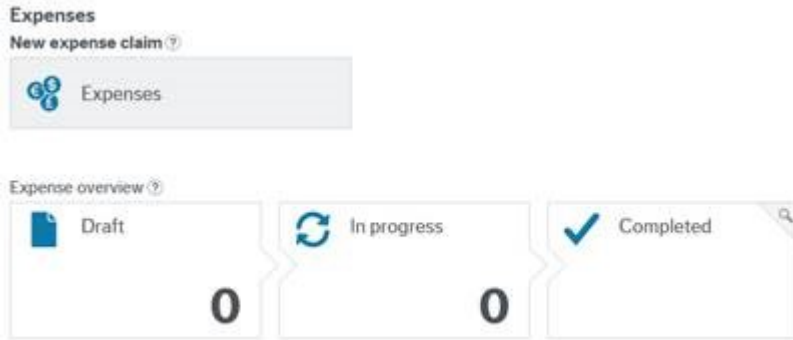 Expenses
New expense claim ?
Expenses
Expense overview ?
Draft
In progress
Completed
0
0